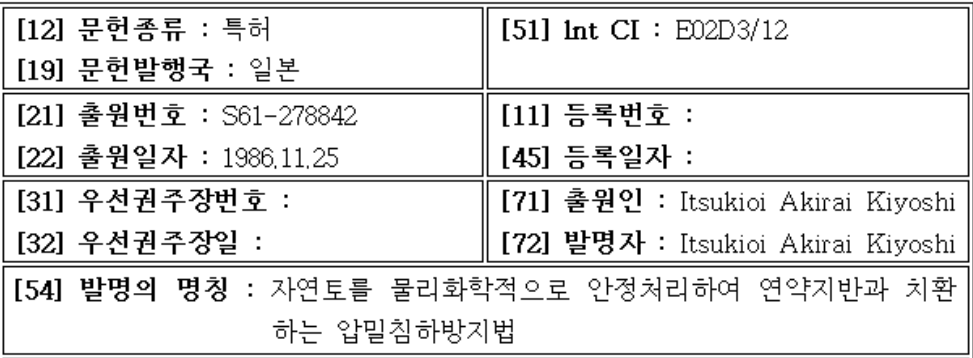 [12] 문헌종류 : 특허
[19] 문헌발행국 : 일본
[51] lnt CI : E02D3/12
[21] 출원번호 : S61-278842
[22] 출원일자 : 1986.11.25
[11] 등록번호 :
[45] 등록일자 :
[31] 우선권주장번호 :
[32] 우선권주장일 :
[71] 출원인 : Itsukioi Akirai Kiyoshi
[72] 발명자 : Itsukioi Akirai Kiyoshi
[54] 발명의 명칭 : 자연토를 물리화학적으로 안정처리하여 연약지반과 치환
하는 압밀침하방지법